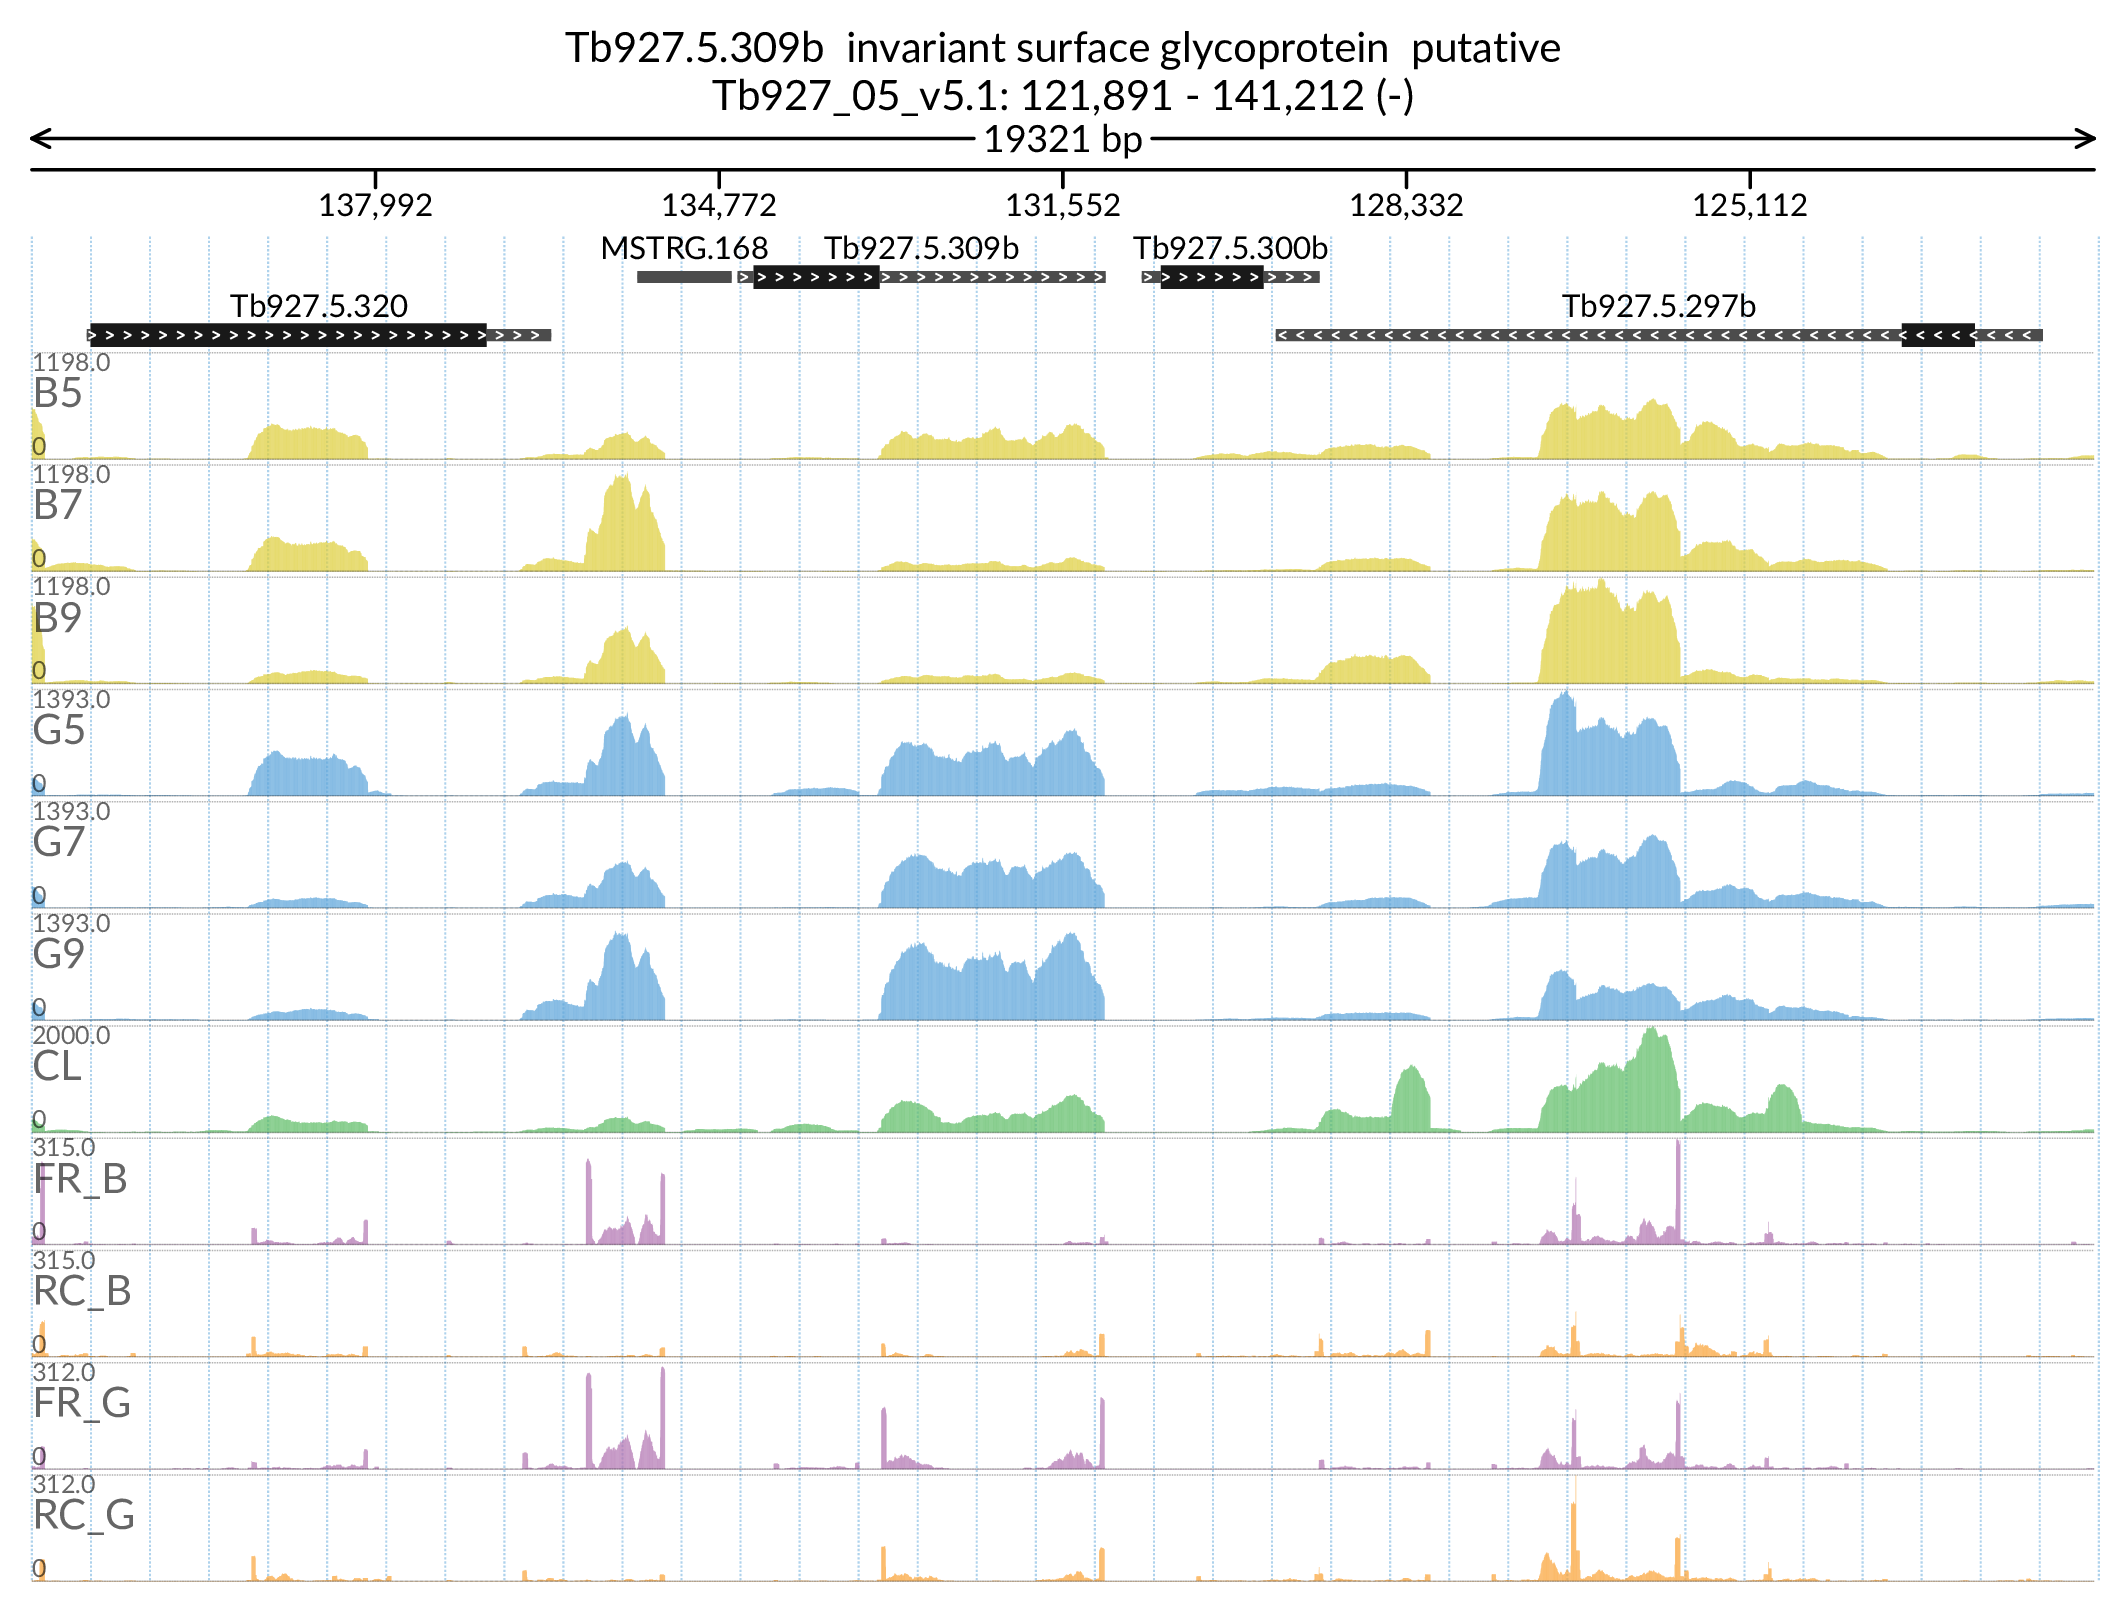 Tb927.5.309b  invariant surface glycoprotein  putative
Tb927_05_v5.1: 121,891 - 141,212 (-)
19321 bp
137,992 134,772 131,552 128,332 125,112
MSTRG.168 Tb927.5.309b Tb927.5.300b
Tb927.5.320 Tb927.5.297b
1198.0
B5
0
1198.0
B7
0
1198.0
B9
0
1393.0
G5
0
1393.0
G7
0
1393.0
G9
0
2000.0
CL
0
315.0
FR_B
0
315.0
RC_B
0
312.0
FR_G
0
312.0
RC_G
0